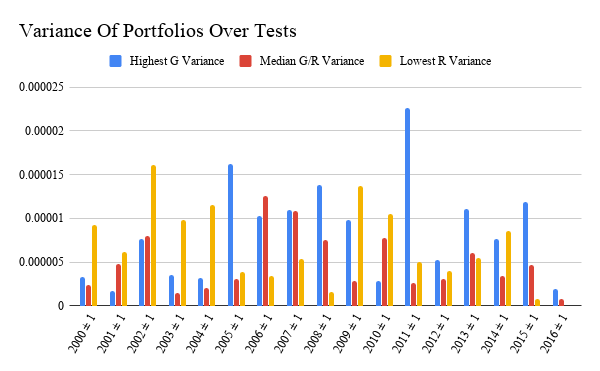 Variance Of Portfolios Over Tests
Highest G Variance Median G/R Variance Lowest R Variance
0.000025
0.00002
0.000015
0.00001
0.000005
0
2000 ± 1 2001 ± 1 2002 ± 1 2003 ± 1 2004 ± 1 2005 ± 1 2006 ± 1 2007 ± 1 2008 ± 1 2009 ± 1 2010 ± 1 2011 ± 1 2012 ± 1 2013 ± 1 2014 ± 1 2015 ± 1 2016 ± 1